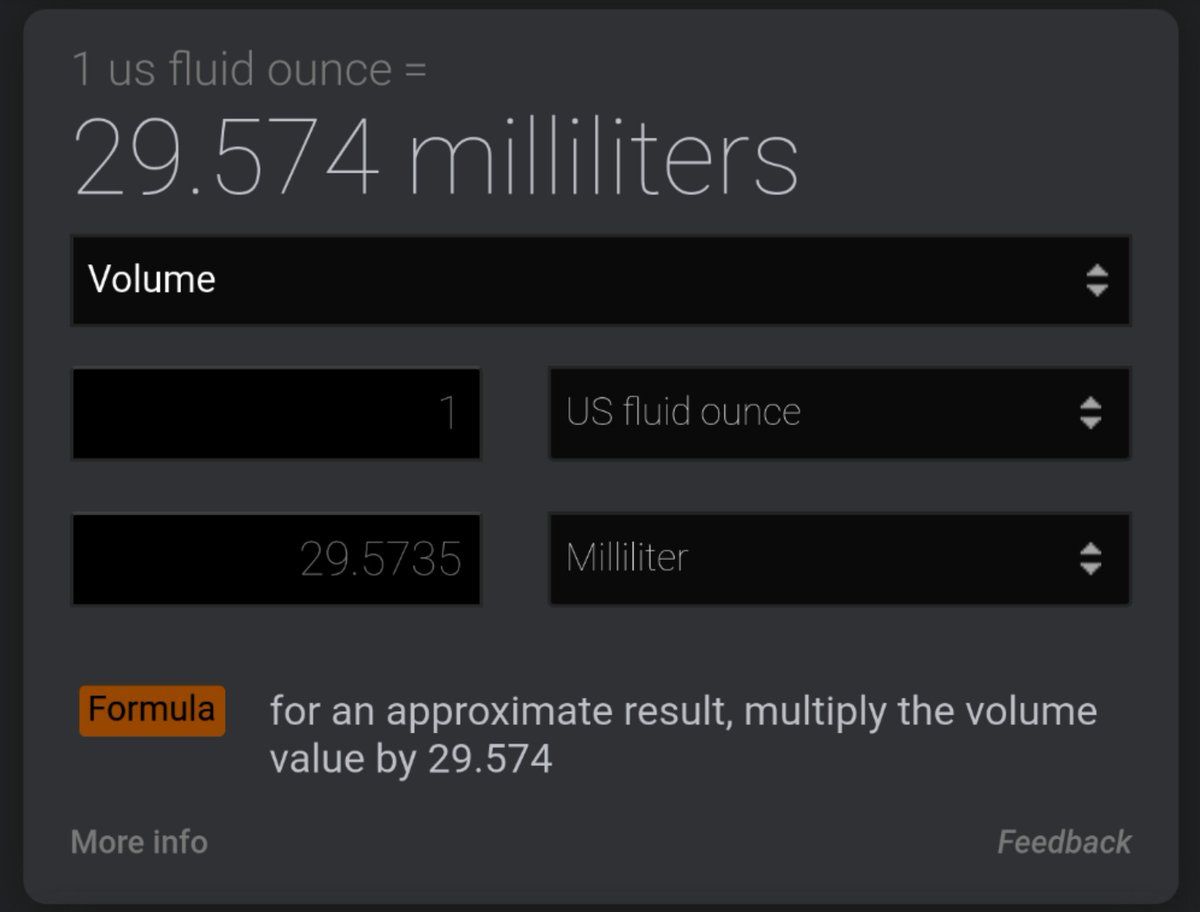 1 us fluid ounce =
29.574 milliliters
Volume
1
US fluid ounce
29.5735
Milliliter
Formula
for an approximate result, multiply the volume
value by 29.574
More info
Feedback